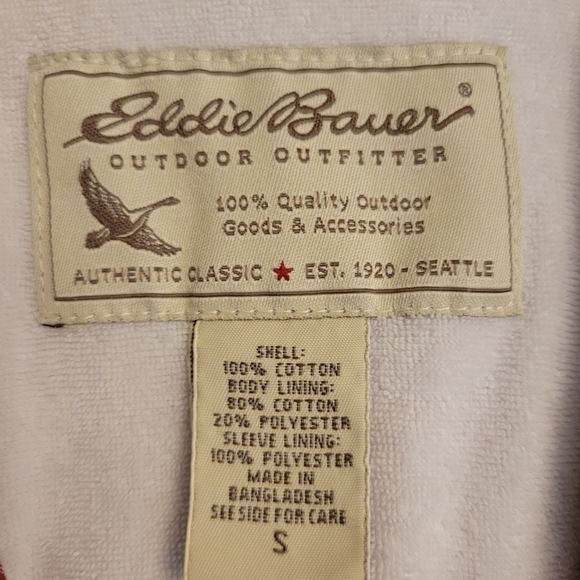 Eddie Bauer®
OUTDOOR OUTFITTER
100% Quality Outdoor
Goods & Accessories
AUTHENTIC CLASSIC ★ EST. 1920 - SEATTLE
SHELL:
100% COTTON
BODY LINING:
80% COTTON
20% POLYESTER
SLEEVE LINING:
100% POLYESTER
MADE IN
BANGLADESH
SEE SIDE FOR CARE
S